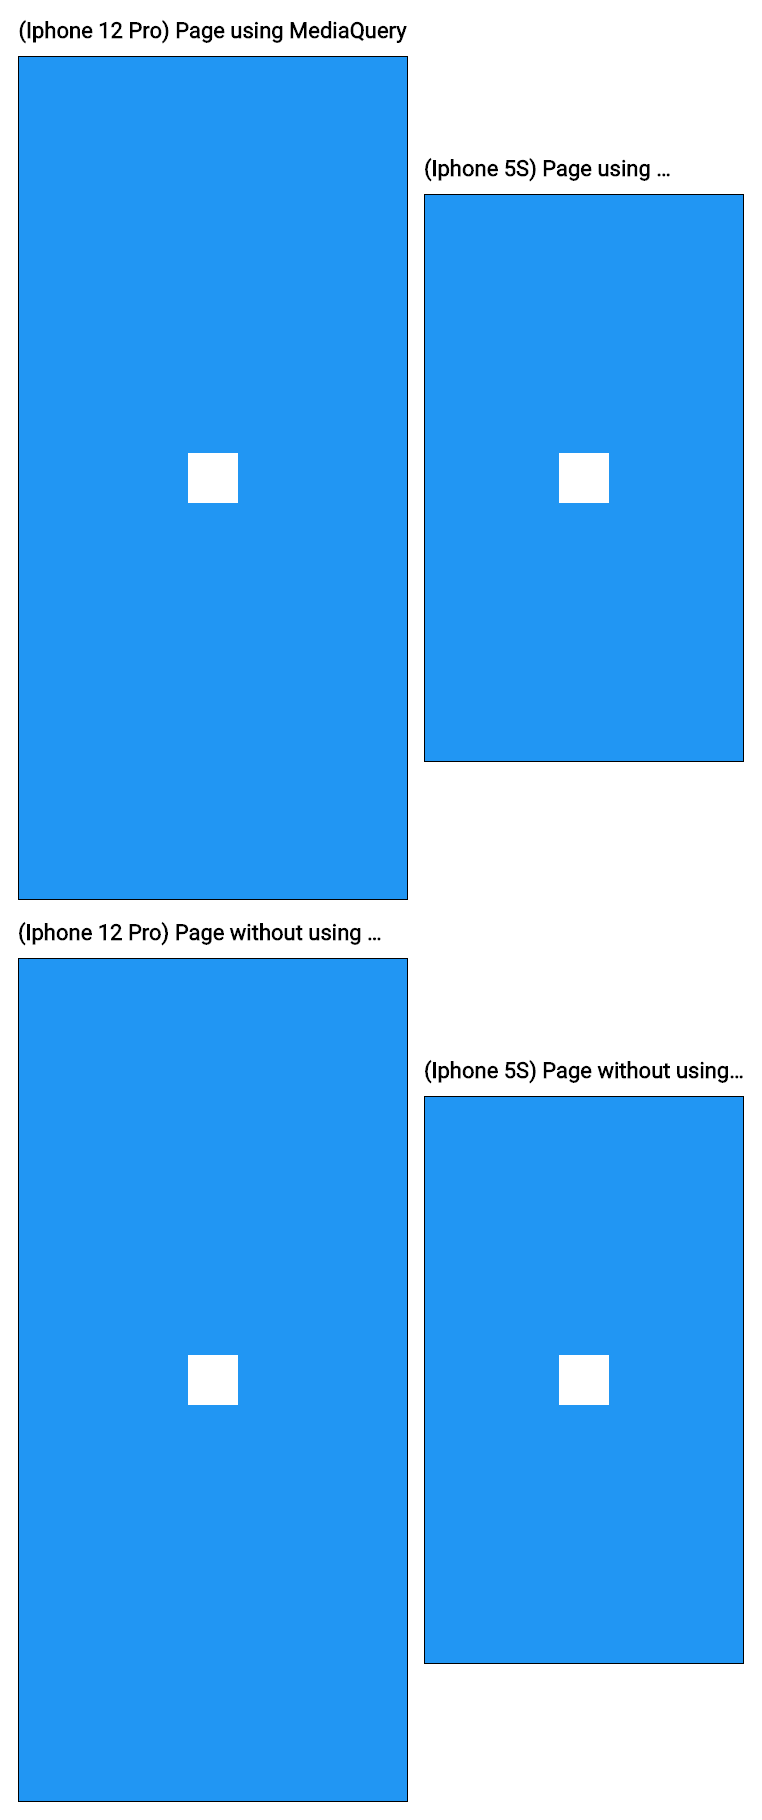 (Iphone 12 Pro) Page using MediaQuery
(Iphone 5S) Page using ...
(Iphone 12 Pro) Page without using ...
(Iphone 5S) Page without using...